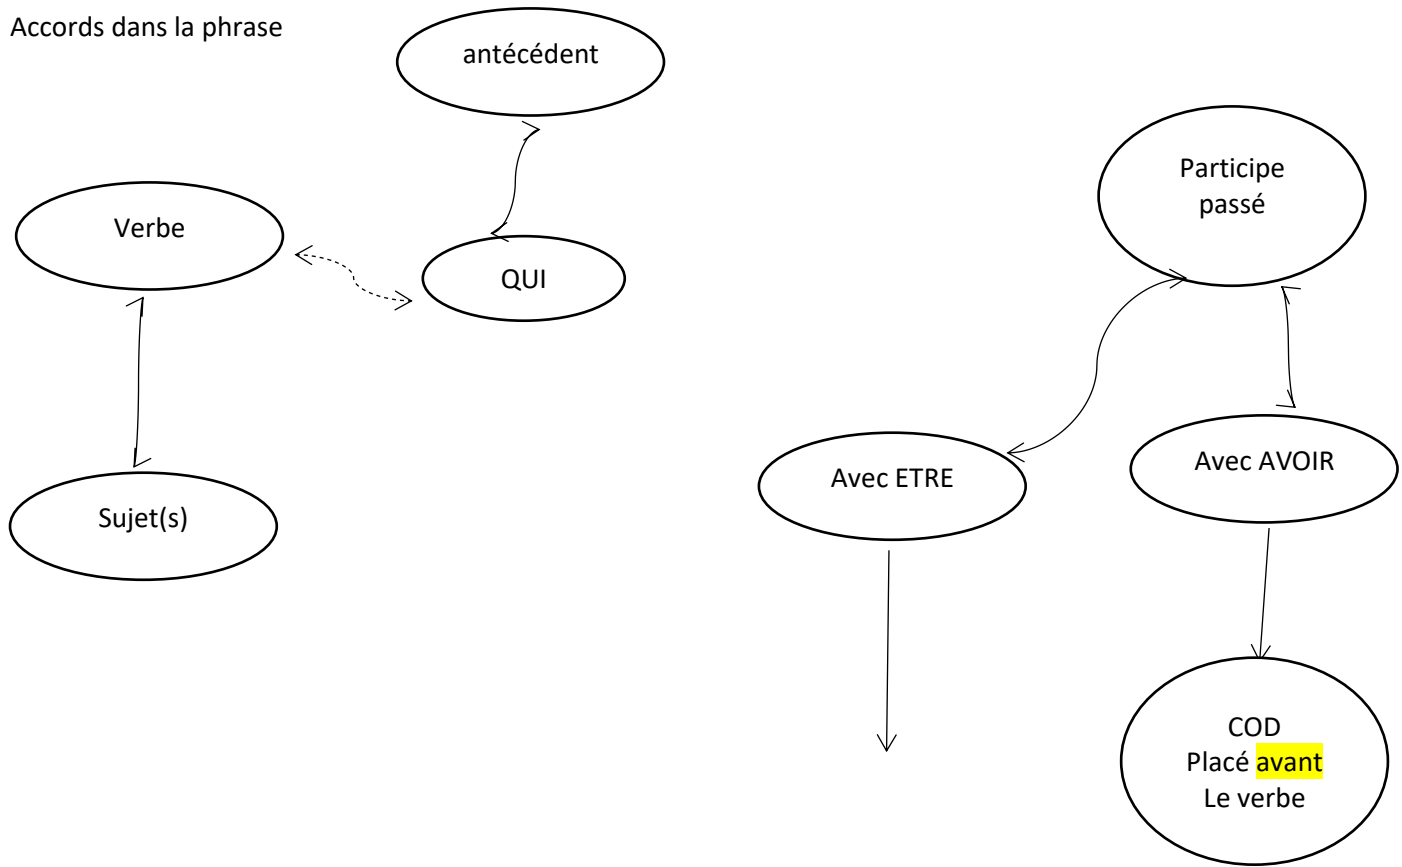 Accords dans la phrase
antécédent
Verbe
QUI
Sujet(s)
Participe
passé
Avec ETRE
Avec AVOIR
COD
Placé avant
Le verbe